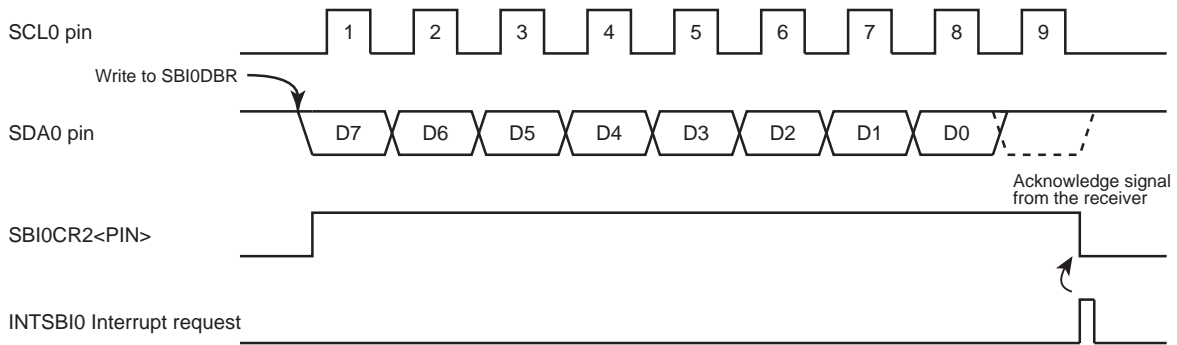 SCL0 pin
1 2 3 4 5 6 7 8 9
Write to SBI0DBR
SDA0 pin
D7 D6 D5 D4 D3 D2 D1 D0
Acknowledge signal
from the receiver
SBI0CR2<PIN>
INTSBI0 Interrupt request